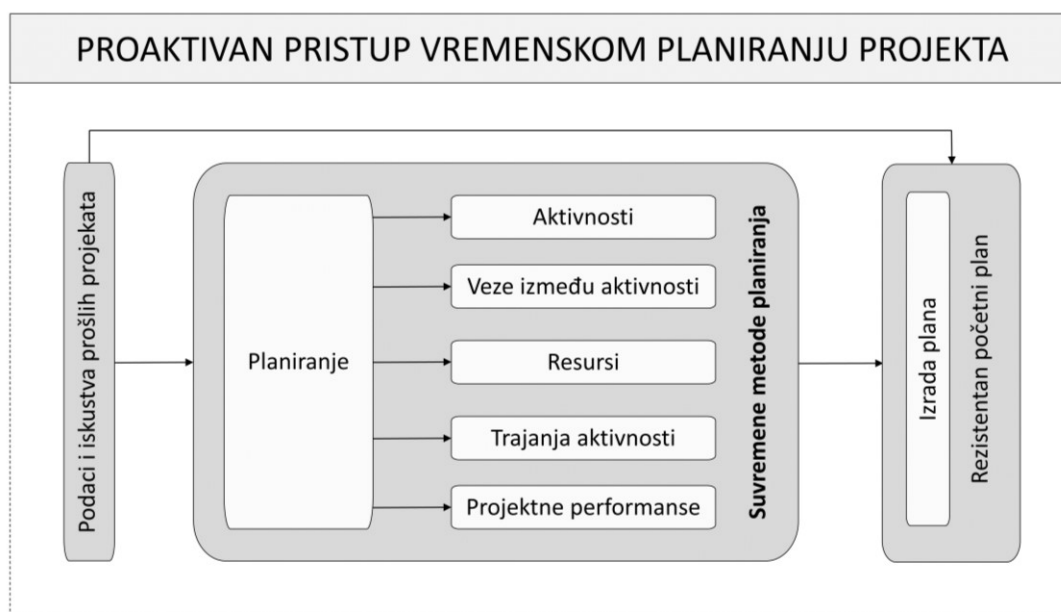 PROAKTIVAN PRISTUP VREMENSKOM PLANIRANJU PROJEKTA
Podaci i iskustva prošlih projekata
Planiranje
Aktivnosti
Veze između aktivnosti
Resursi
Trajanja aktivnosti
Projektne performanse
Suvremene metode planiranja
Izrada plana
Rezistentan početni plan